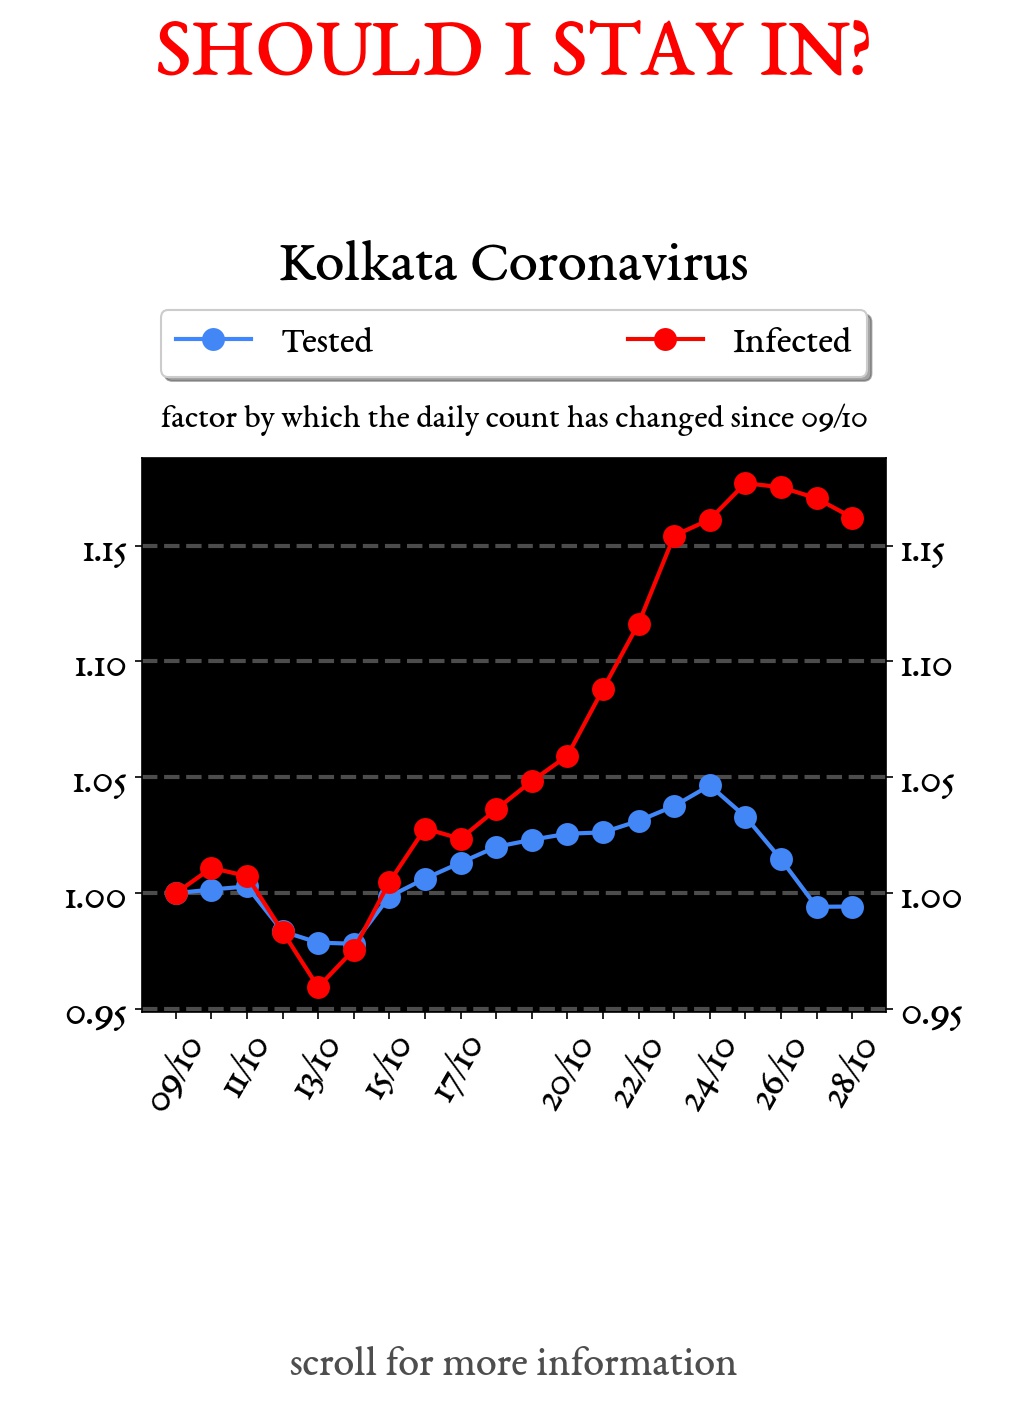 SHOULD I STAY IN?
Kolkata Coronavirus
Tested Infected
factor by which the daily count has changed since 09/10
1.15 1.15
1.10 1.10
1.05 1.05
1.00 1.00
0.95 0.95
09/10 11/10 13/10 15/10 17/10 20/10 22/10 24/10 26/10 28/10
scroll for more information